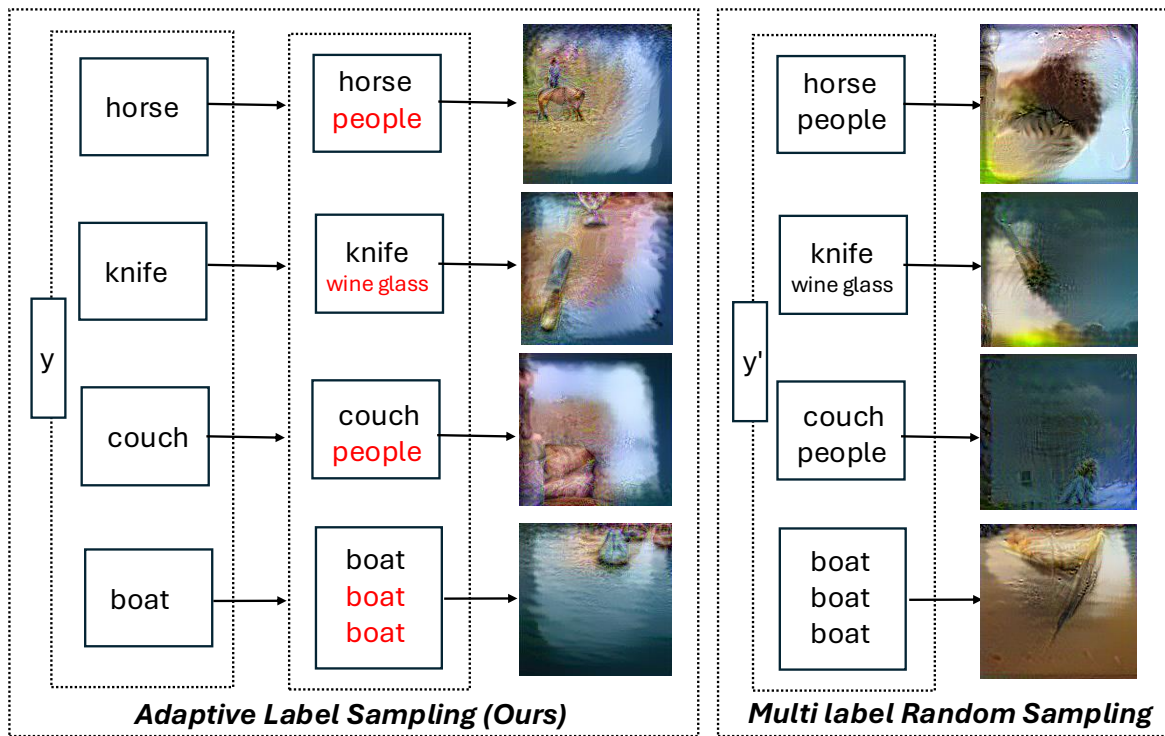 y
horse
horse
people
knife
knife
wine glass
couch
couch
people
boat
boat
boat
boat
Adaptive Label Sampling (Ours)
y'
horse
people
knife
wine glass
couch
people
boat
boat
boat
Multi label Random Sampling